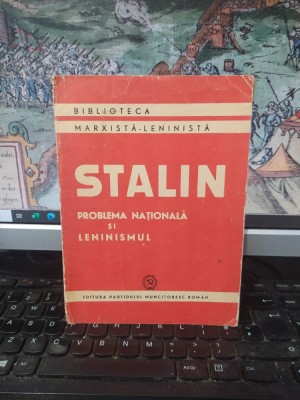 BIBLIOTECA
MARXISTĂ-LENINISTĂ
STALIN
PROBLEMA NAȚIONALĂ
ȘI
LENINISMUL
EDITURA PARTIDULUI MUNCITORESC ROMÂN